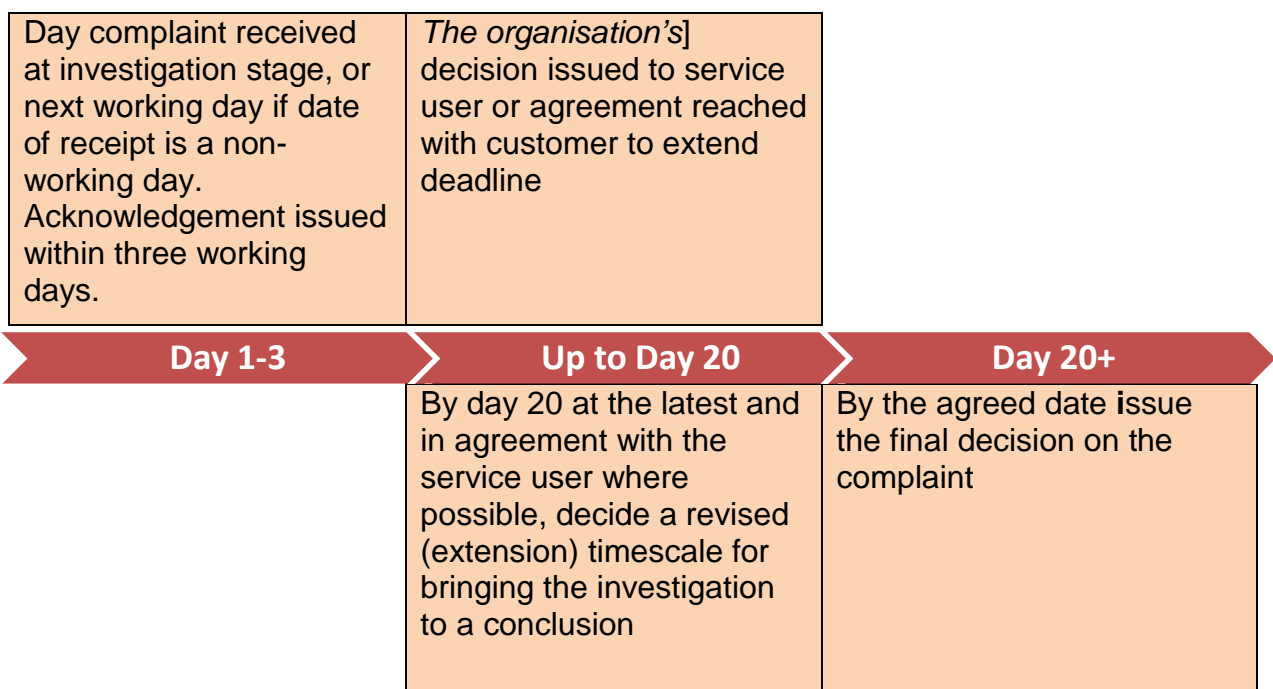 Day complaint received
at investigation stage, or
next working day if date
of receipt is a non-
working day.
Acknowledgement issued
within three working
days.
The organisation’s]
decision issued to service
user or agreement reached
with customer to extend
deadline
Day 1-3
Up to Day 20
Day 20+
By day 20 at the latest and
in agreement with the
service user where
possible, decide a revised
(extension) timescale for
bringing the investigation
to a conclusion
By the agreed date issue
the final decision on the
complaint